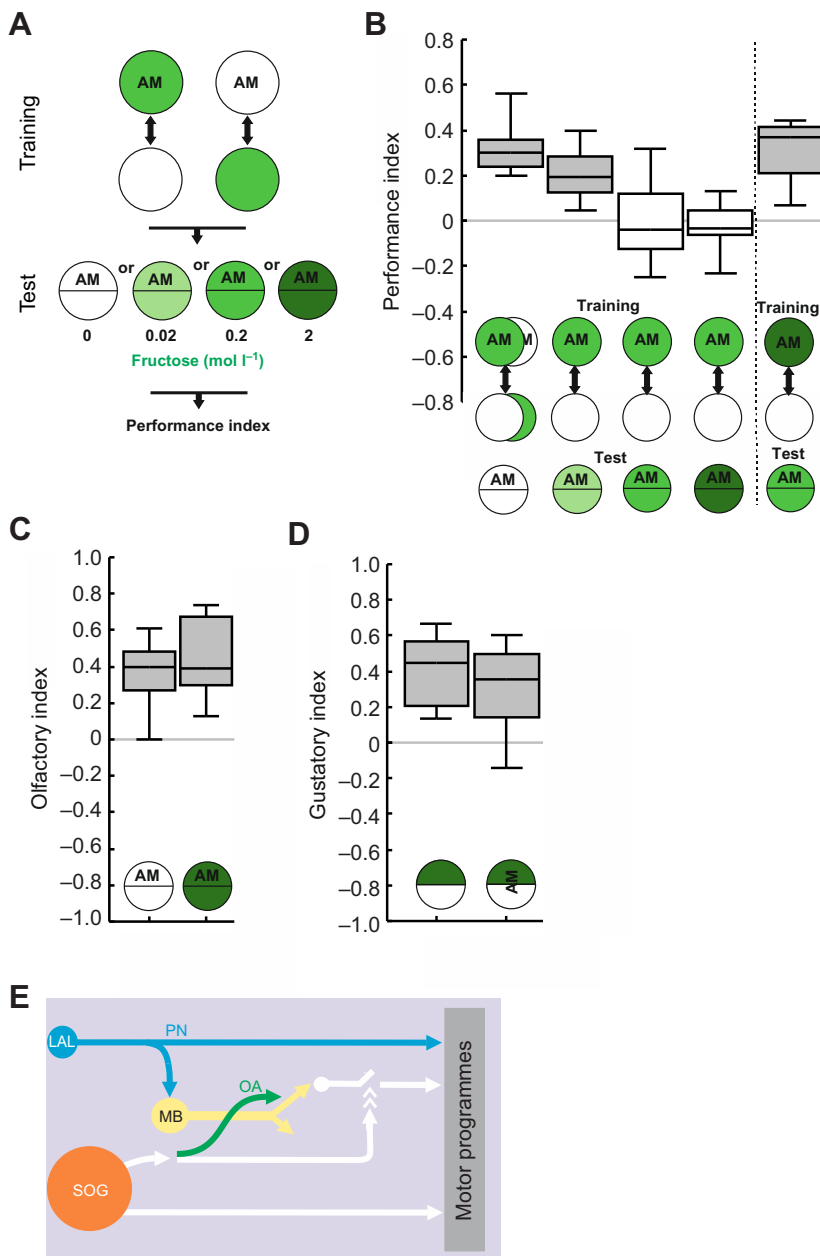 A
Training
AM AM
Test
AM or AM or AM or AM
0 0.02 0.2 2
Fructose (mol l⁻¹)
Performance index
B
Performance index
0.8
0.6
0.4
0.2
0
–0.2
–0.4
–0.6
–0.8
Training Training
AM M AM AM AM AM
Test Test
AM AM AM AM AM
C
Olfactory index
1.0
0.8
0.6
0.4
0.2
0
–0.2
–0.4
–0.6
–0.8
–1.0
AM AM
D
Gustatory index
1.0
0.8
0.6
0.4
0.2
0
–0.2
–0.4
–0.6
–0.8
–1.0
AM
E
LAL
PN
OA
MB
SOG
Motor programmes